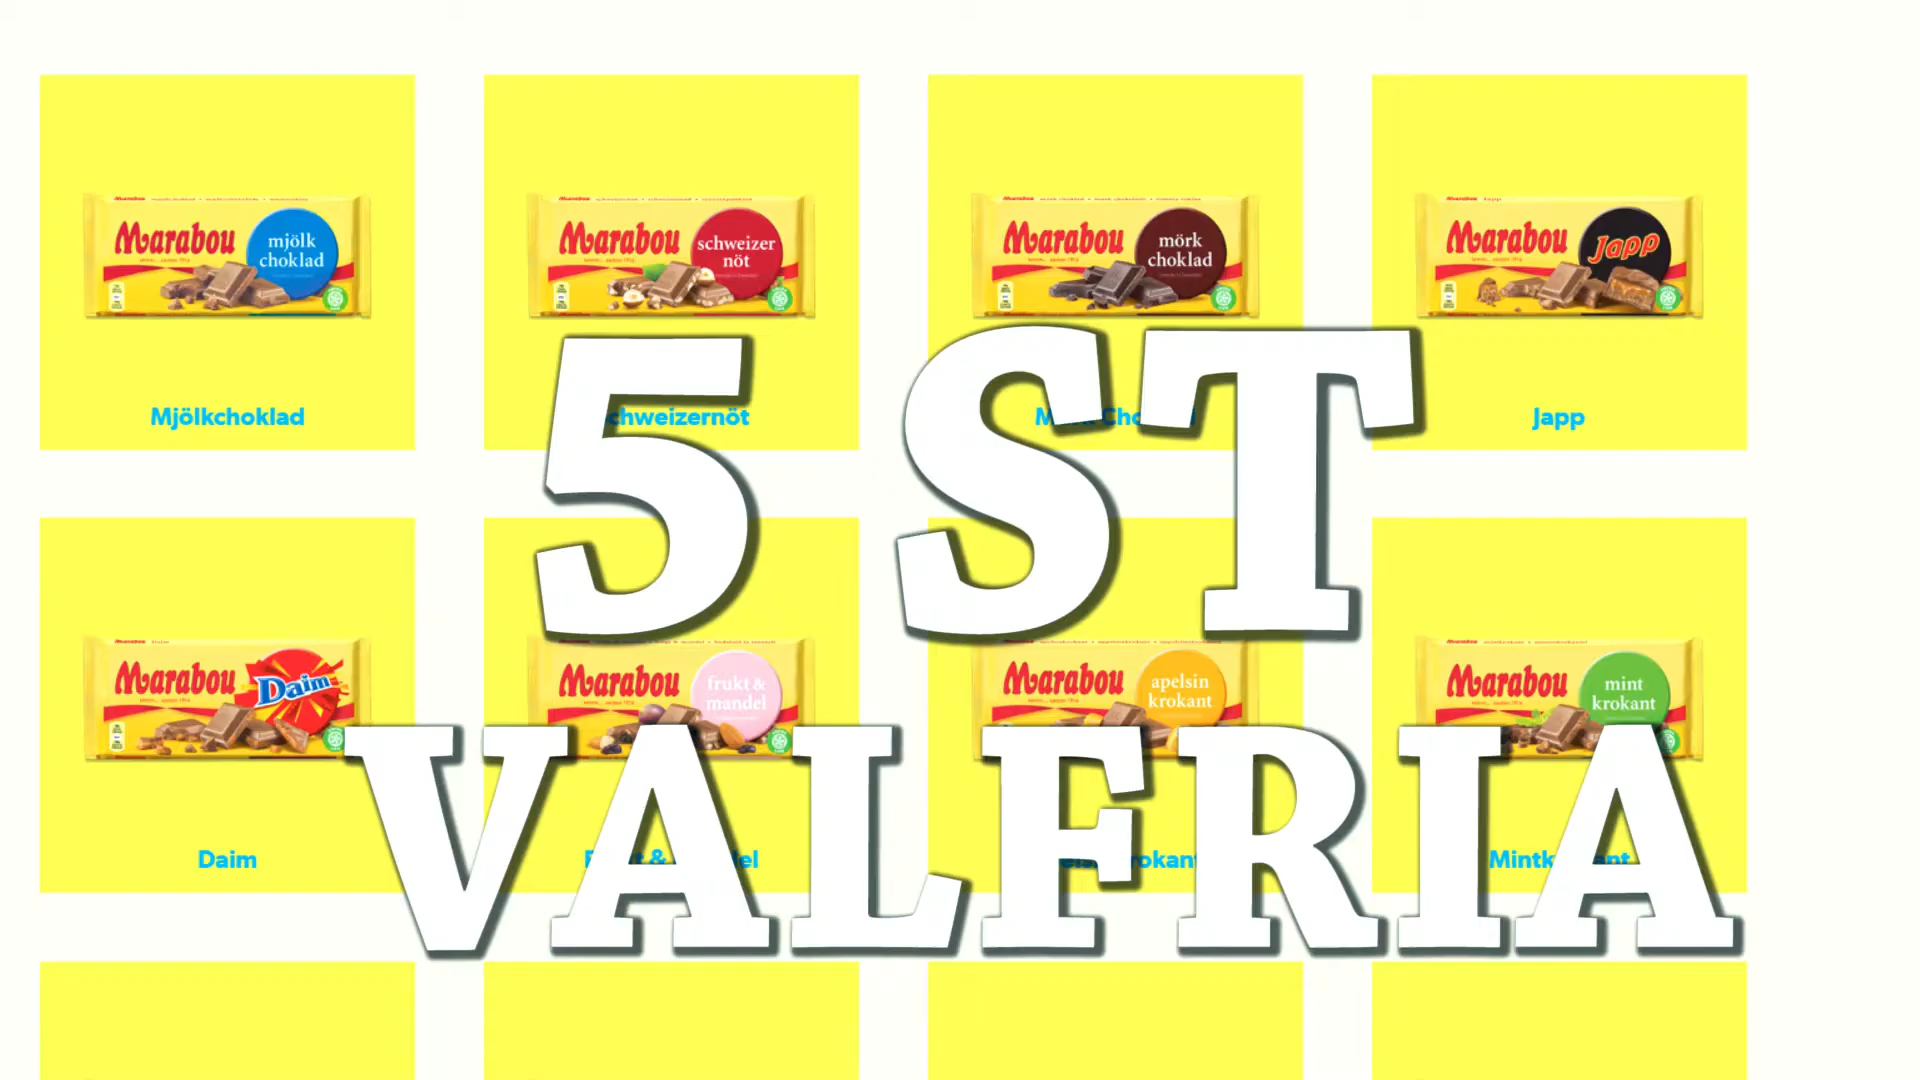 Marabou mjölk choklad
Marabou schweizer nöt
Marabou mörk choklad
Marabou Japp
Mjölkchoklad
chweizernöt
Japp
5 ST
Marabou Daim
Marabou frukt & mandel
Marabou apelsin krokant
Marabou mint krokant
Daim
VALFRIA